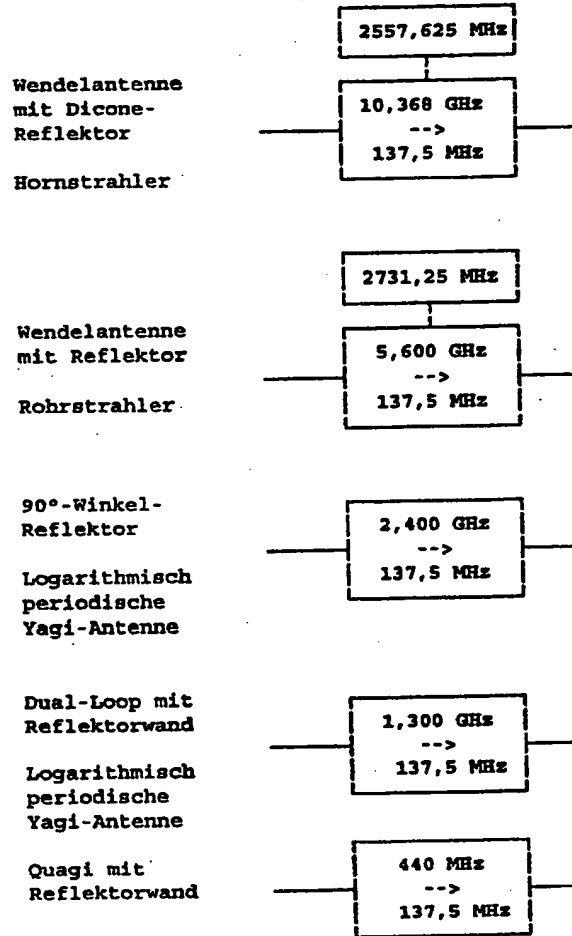 2557,625 MHz
Wendelantenne
mit Dicone-
Reflektor
Hornstrahler
10,368 GHz
-->
137,5 MHz
2731,25 MHz
Wendelantenne
mit Reflektor
Rohrstrahler
5,600 GHz
-->
137,5 MHz
90°-Winkel-
Reflektor
Logarithmisch
periodische
Yagi-Antenne
2,400 GHz
-->
137,5 MHz
Dual-Loop mit
Reflektorwand
Logarithmisch
periodische
Yagi-Antenne
1,300 GHz
-->
137,5 MHz
Quagi mit
Reflektorwand
440 MHz
-->
137,5 MHz